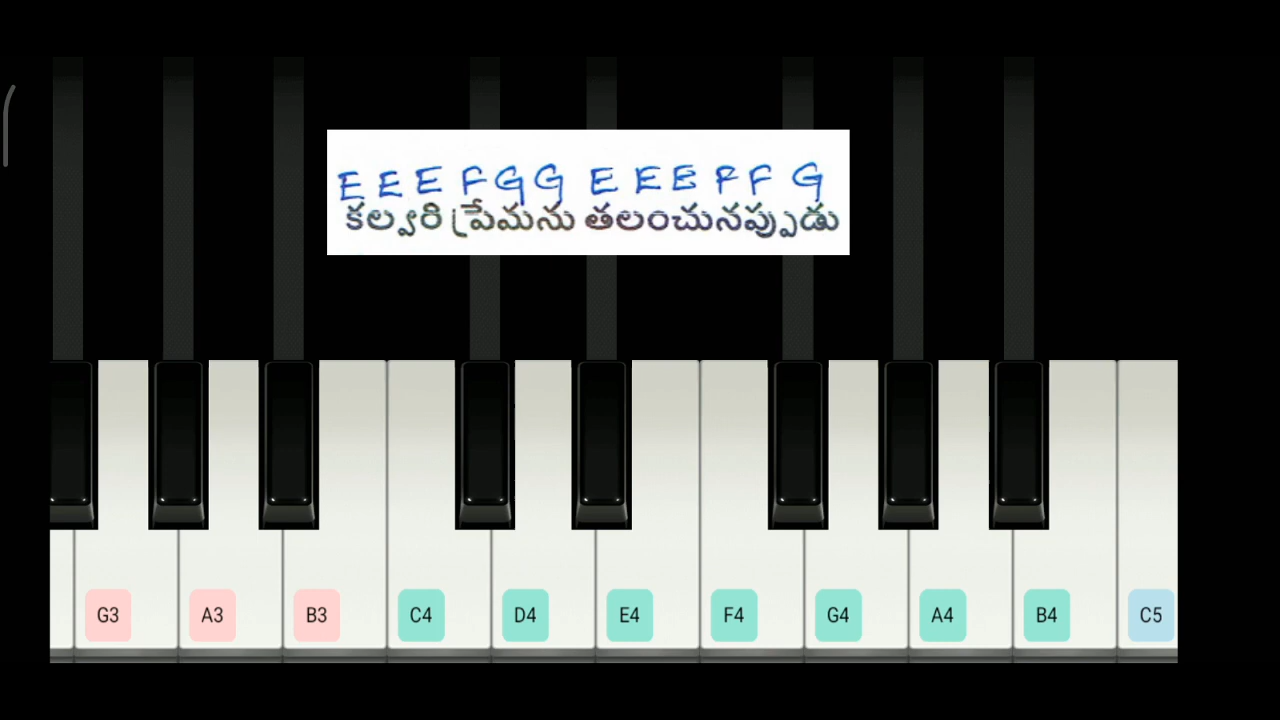 E E E F G G E E E F F G
కల్వరి ప్రేమను తలంచునప్పుడు
G3 A3 B3 C4 D4 E4 F4 G4 A4 B4 C5